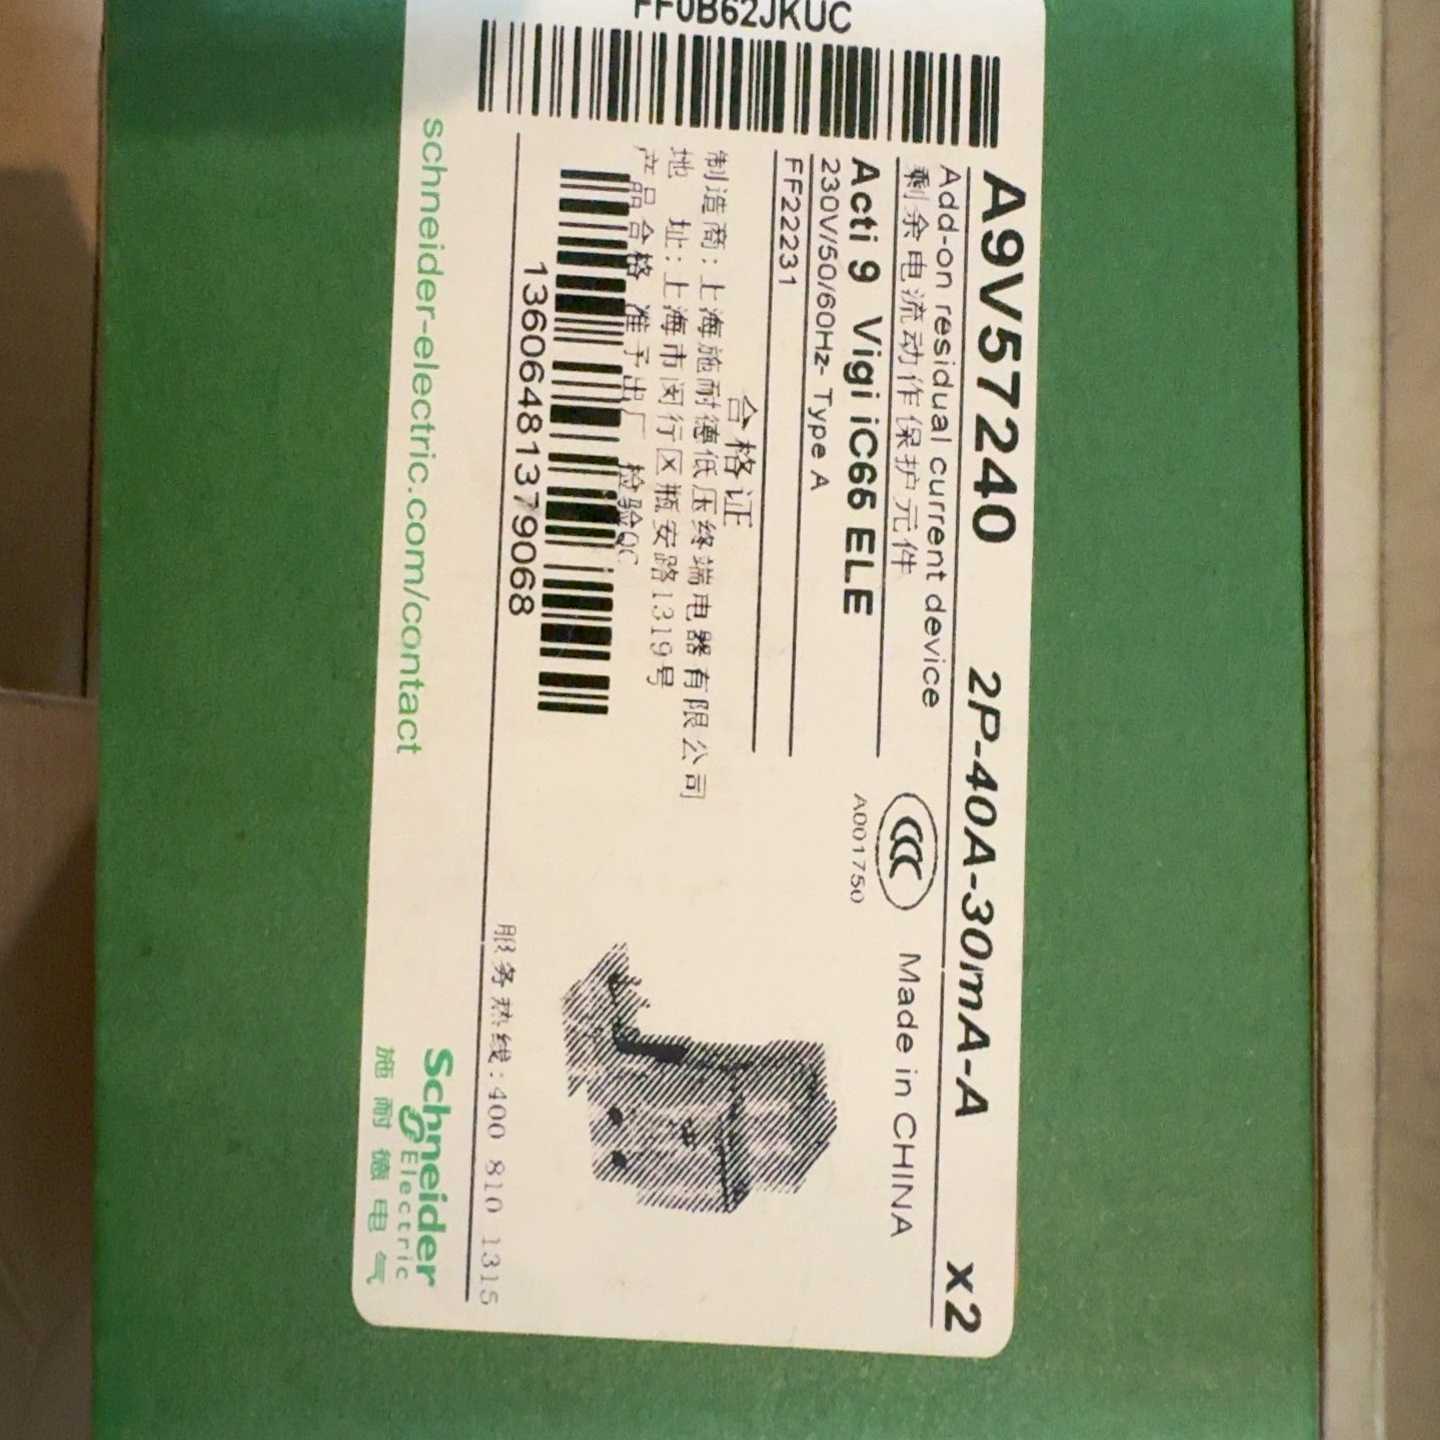 FF0B62JKUC
A9V57240 2P-40A-30mA-A x2
Add-on residual current device
剩余电流动作保护元件
CCC
A001750
Made in CHINA
Acti 9 Vigi iC65 ELE
230V/50/60Hz- Type A
FF22231
合格证
制造商：上海施耐德低压终端电器有限公司
地 址：上海市闵行区瓶安路1319号
产品合格 准予出厂 检验QC
13606481379068
服务热线：400 810 1315
schneider-electric.com/contact
Schneider
Electric
施耐德电气